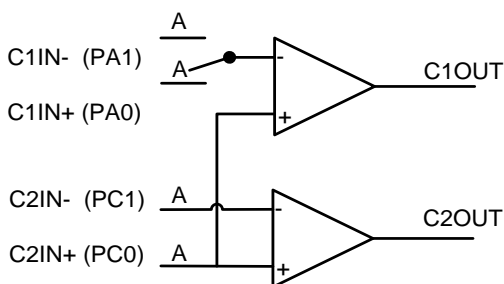 A
C1IN- (PA1) A - C1OUT
C1IN+ (PA0) +
C2IN- (PC1) A - C2OUT
C2IN+ (PC0) A +